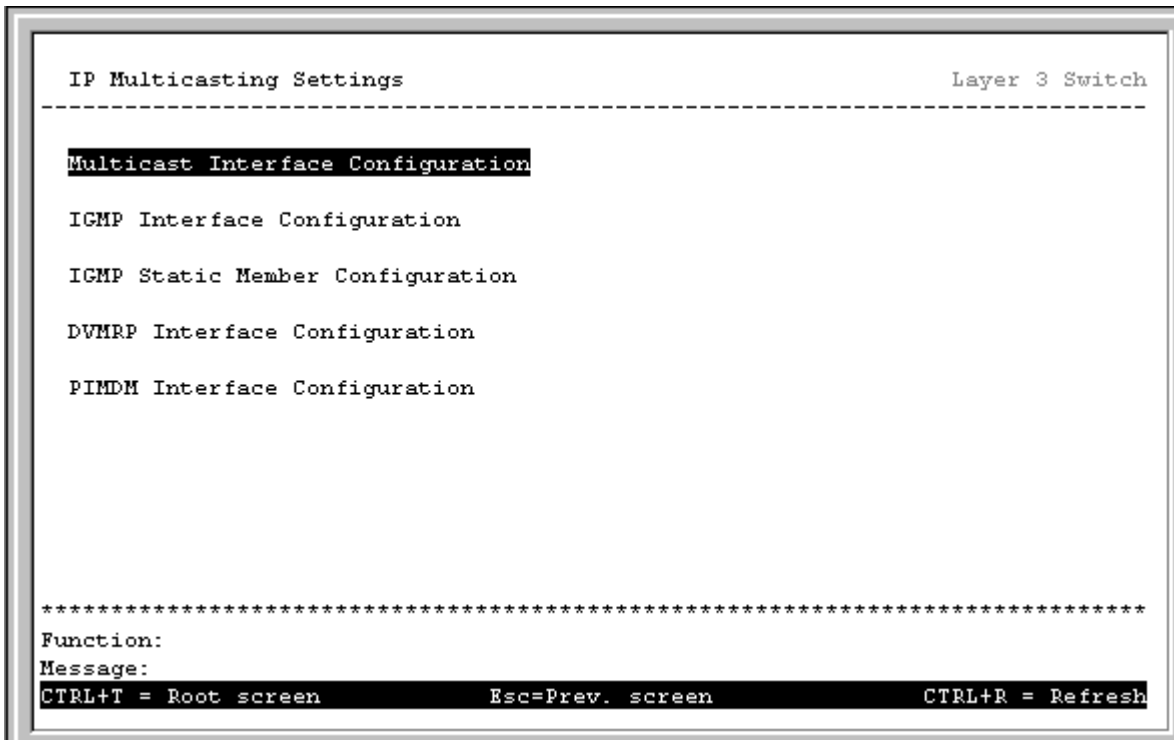 IP Multicasting Settings Layer 3 Switch
--------------------------------------------------------------------------------
Multicast Interface Configuration
IGMP Interface Configuration
IGMP Static Member Configuration
DVMRP Interface Configuration
PIMDM Interface Configuration
*******************************************************************************
Function:
Message:
CTRL+T = Root screen Esc=Prev. screen CTRL+R = Refresh